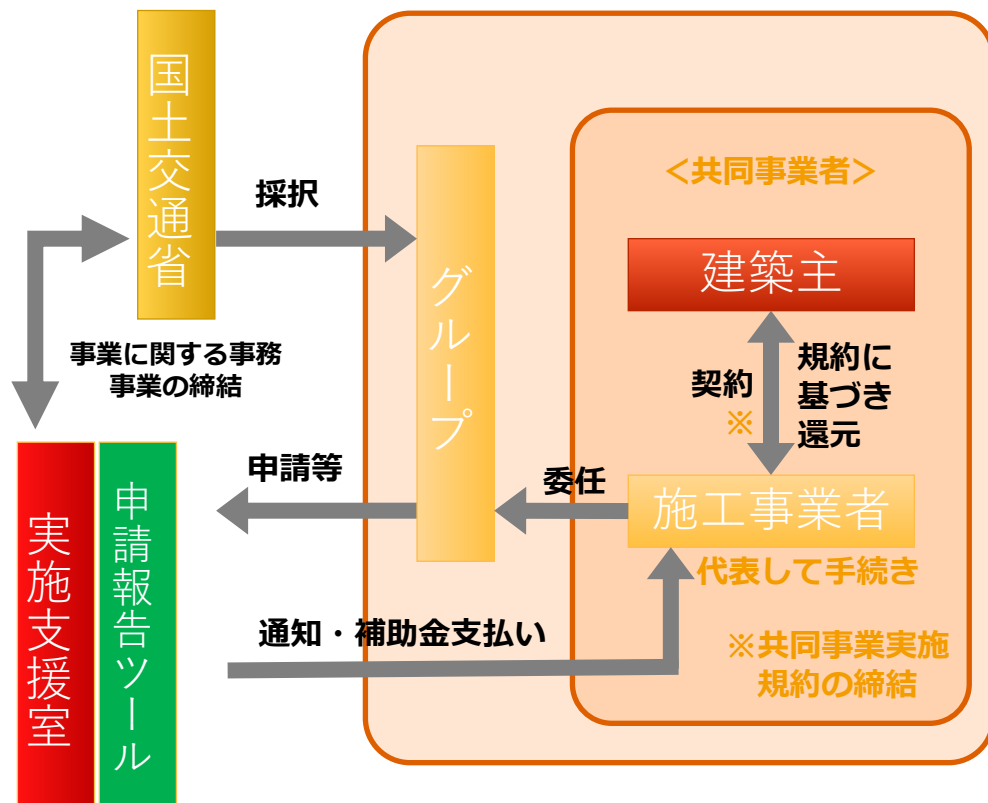 国土交通省
採択
事業に関する事務
事業の締結
グループ
＜共同事業者＞
建築主
契約
※
規約に
基づき
還元
申請等
委任
施工事業者
代表して手続き
実施支援室
申請報告ツール
通知・補助金支払い
※共同事業実施
規約の締結